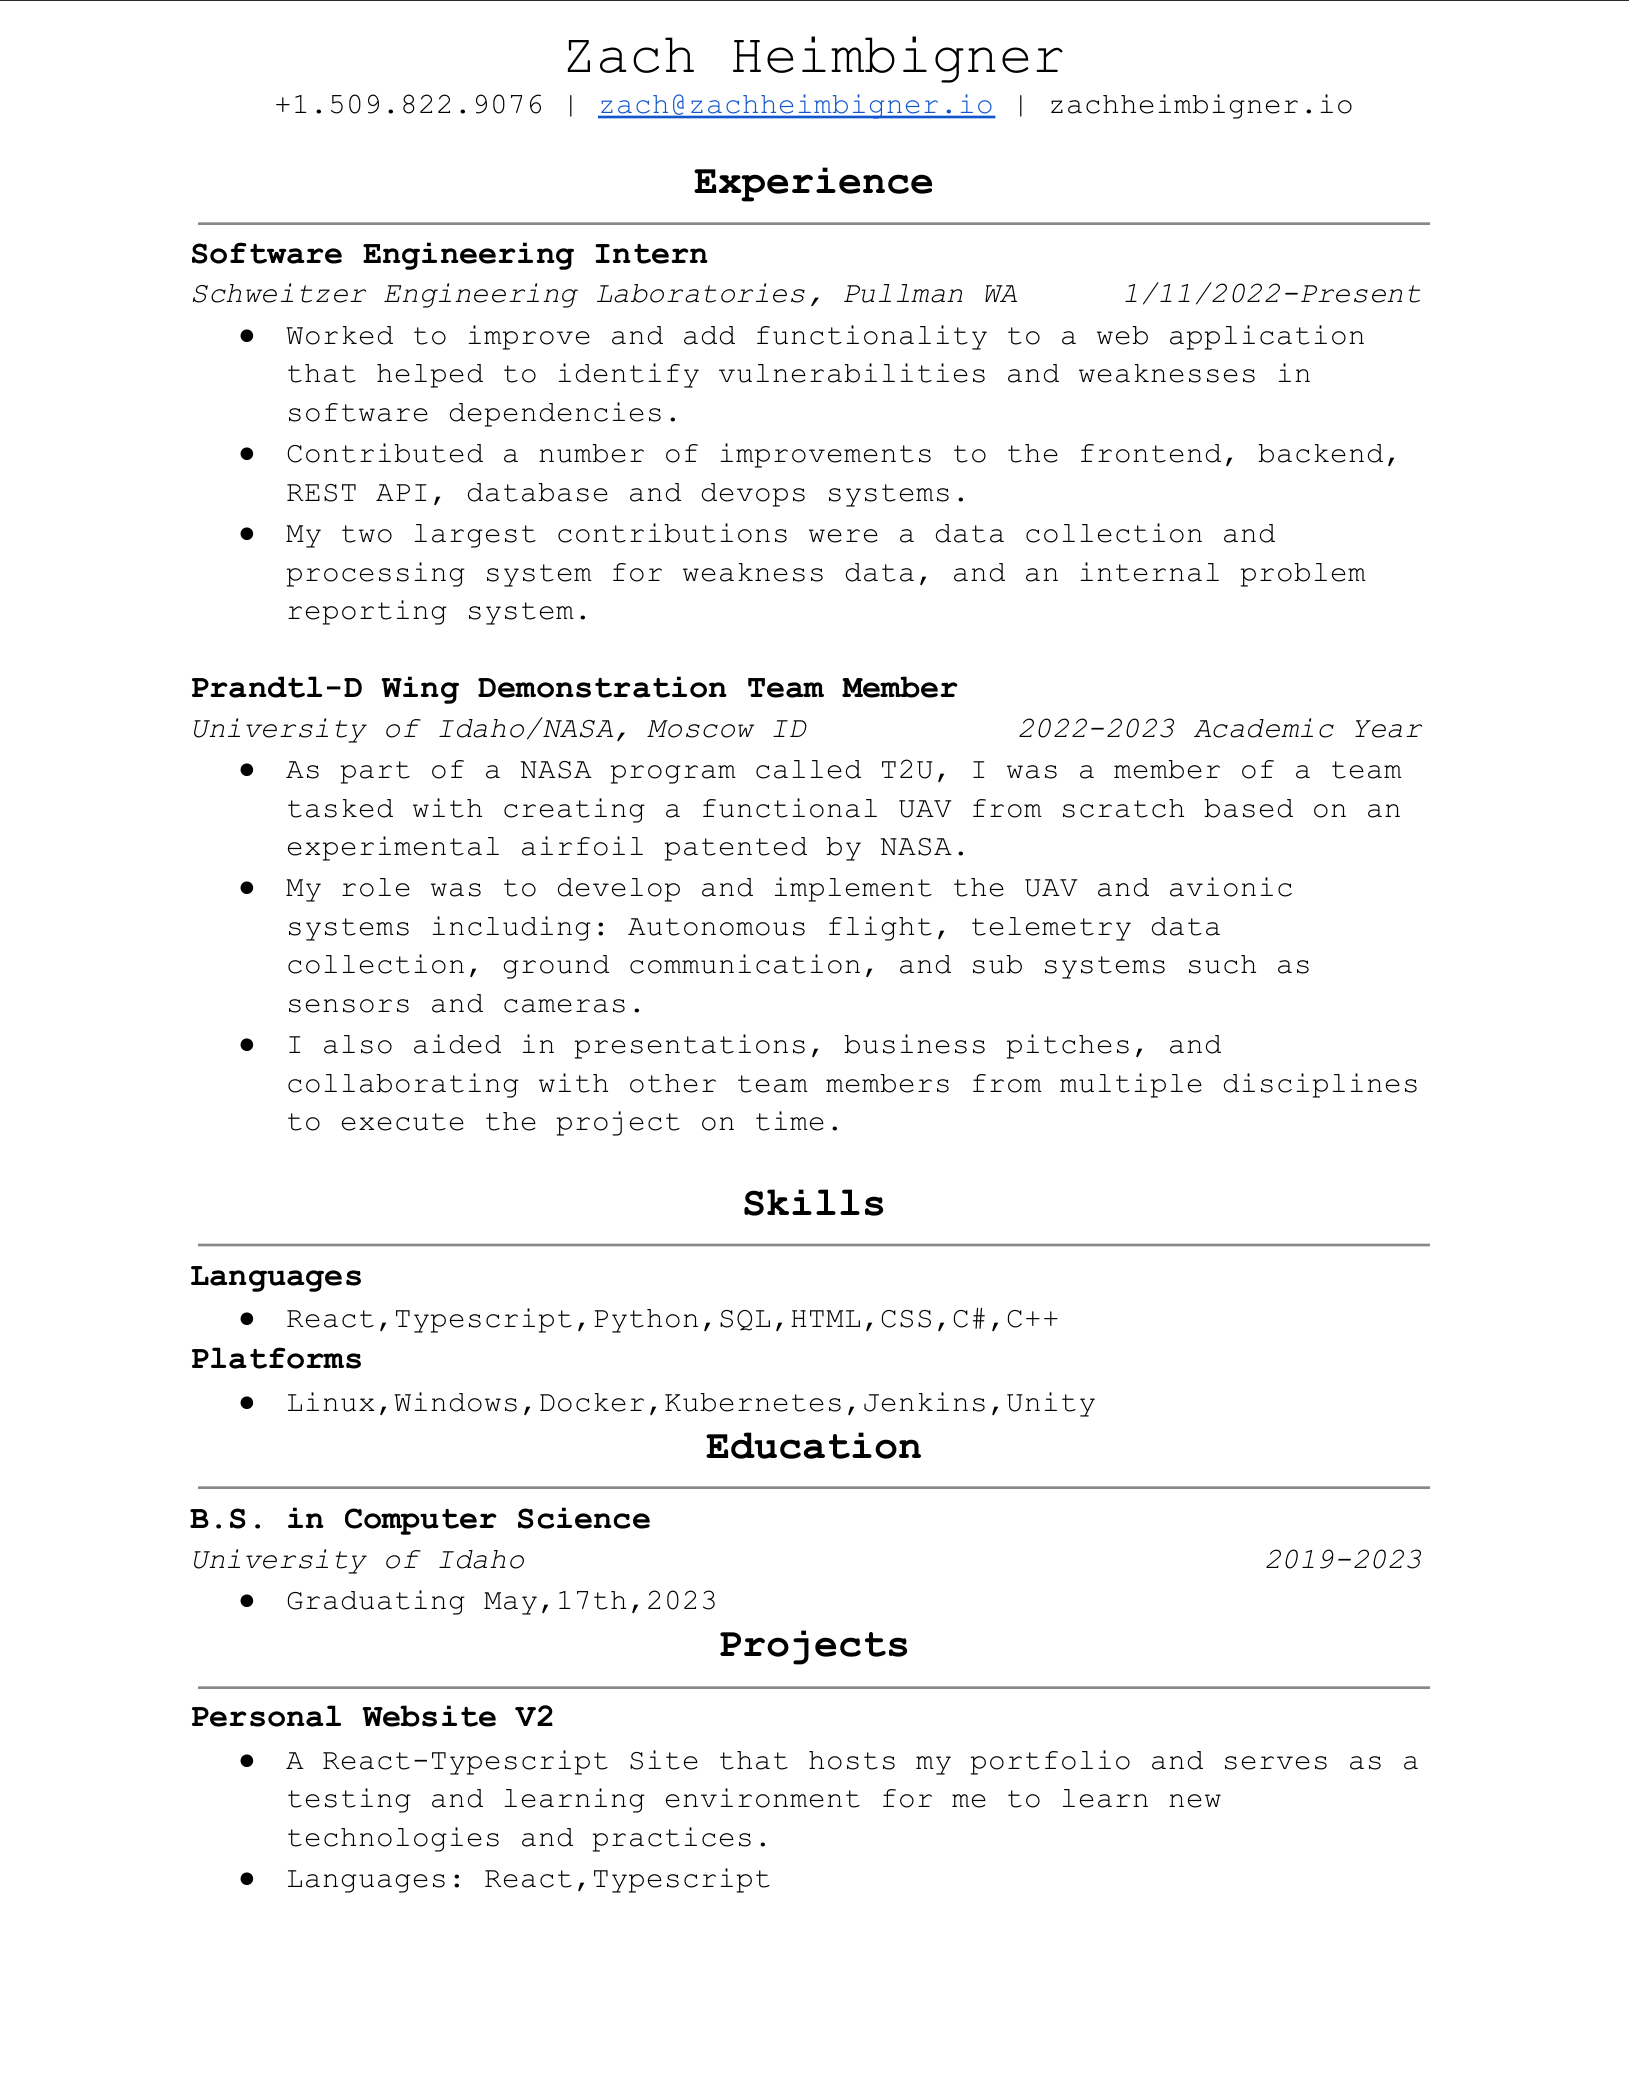 Zach Heimbigner
+1.509.822.9076 | zach@zachheimbigner.io | zachheimbigner.io
Experience
Software Engineering Intern
Schweitzer Engineering Laboratories, Pullman WA 1/11/2022-Present
● Worked to improve and add functionality to a web application
that helped to identify vulnerabilities and weaknesses in
software dependencies.
● Contributed a number of improvements to the frontend, backend,
REST API, database and devops systems.
● My two largest contributions were a data collection and
processing system for weakness data, and an internal problem
reporting system.
Prandtl-D Wing Demonstration Team Member
University of Idaho/NASA, Moscow ID 2022-2023 Academic Year
● As part of a NASA program called T2U, I was a member of a team
tasked with creating a functional UAV from scratch based on an
experimental airfoil patented by NASA.
● My role was to develop and implement the UAV and avionic
systems including: Autonomous flight, telemetry data
collection, ground communication, and sub systems such as
sensors and cameras.
● I also aided in presentations, business pitches, and
collaborating with other team members from multiple disciplines
to execute the project on time.
Skills
Languages
● React,Typescript,Python,SQL,HTML,CSS,C#,C++
Platforms
● Linux,Windows,Docker,Kubernetes,Jenkins,Unity
Education
B.S. in Computer Science
University of Idaho 2019-2023
● Graduating May,17th,2023
Projects
Personal Website V2
● A React-Typescript Site that hosts my portfolio and serves as a
testing and learning environment for me to learn new
technologies and practices.
● Languages: React,Typescript